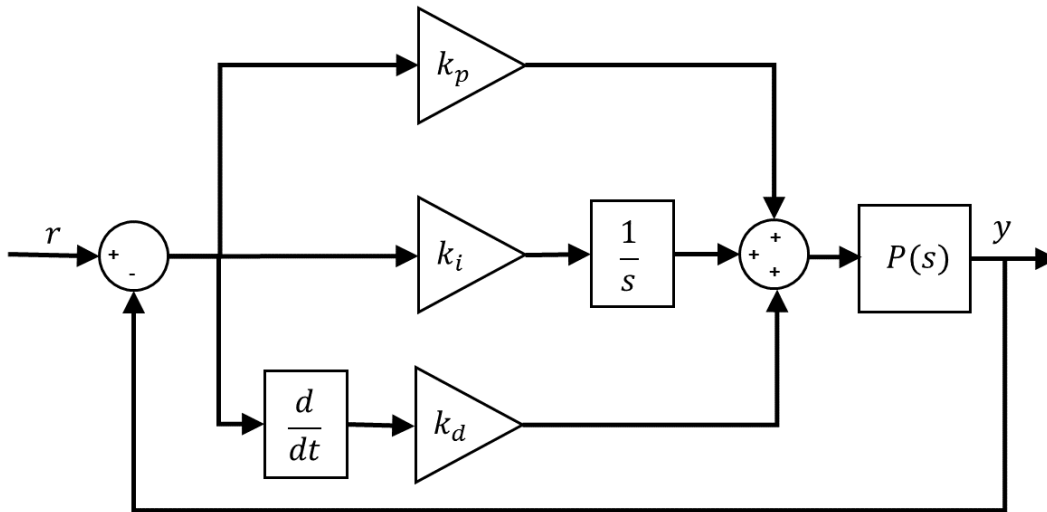 k_p
r
+
-
k_i
1
s
+
+
+
P(s)
y
d
dt
k_d